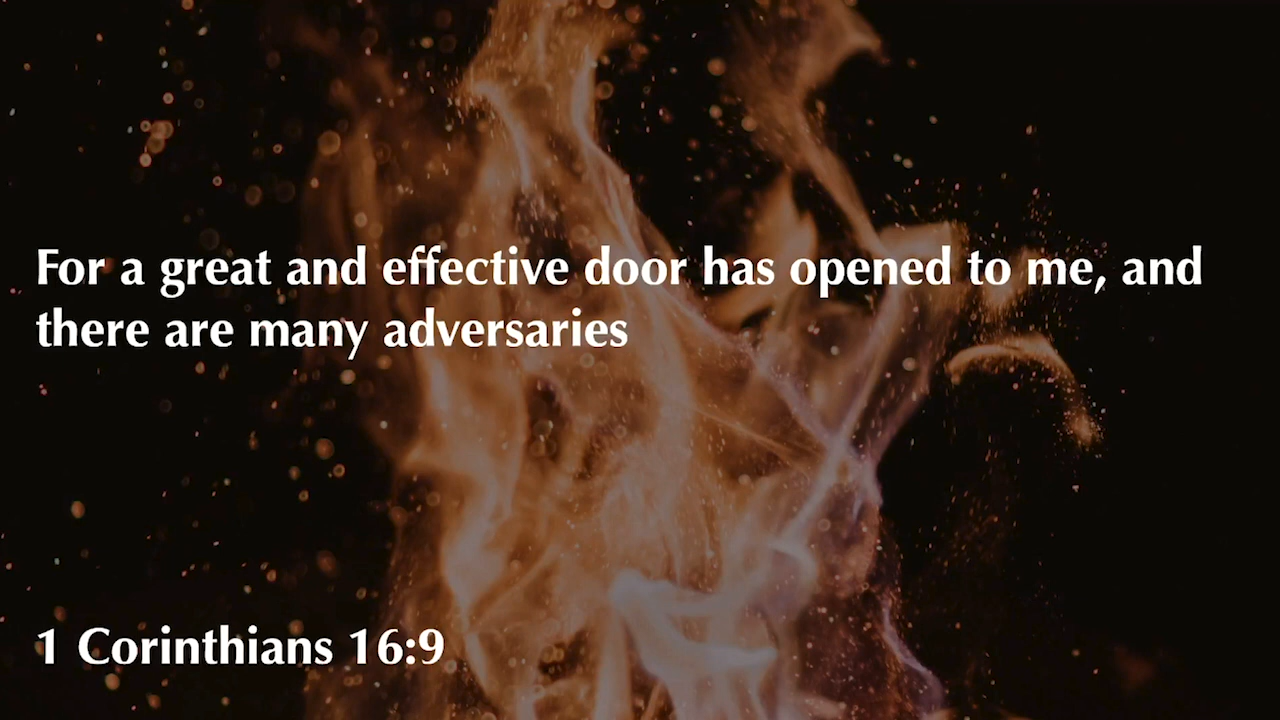 For a great and effective door has opened to me, and
there are many adversaries
1 Corinthians 16:9